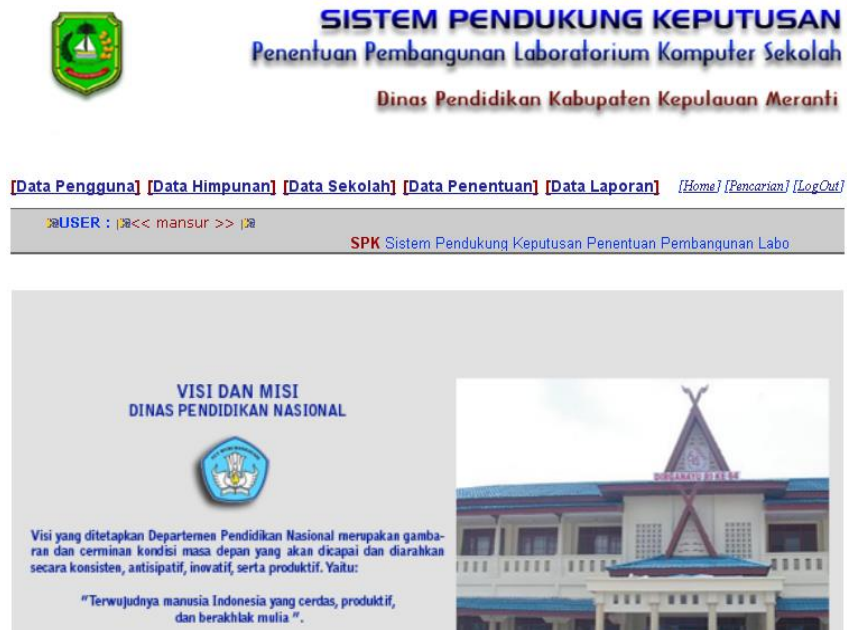 SISTEM PENDUKUNG KEPUTUSAN
Penentuan Pembangunan Laboratorium Komputer Sekolah
Dinas Pendidikan Kabupaten Kepulauan Meranti
[Data Pengguna] [Data Himpunan] [Data Sekolah] [Data Penentuan] [Data Laporan] [Home] [Pencarian] [LogOut]
USER : << mansur >>
SPK Sistem Pendukung Keputusan Penentuan Pembangunan Labo
VISI DAN MISI
DINAS PENDIDIKAN NASIONAL
Visi yang ditetapkan Departemen Pendidikan Nasional merupakan gamba-
ran dan cerminan kondisi masa depan yang akan dicapai dan diarahkan
secara konsisten, antisipatif, inovatif, serta produktif. Yaitu:
"Terwujudnya manusia Indonesia yang cerdas, produktif,
dan berakhlak mulia ".
DIRGAHAYU RI KE 64